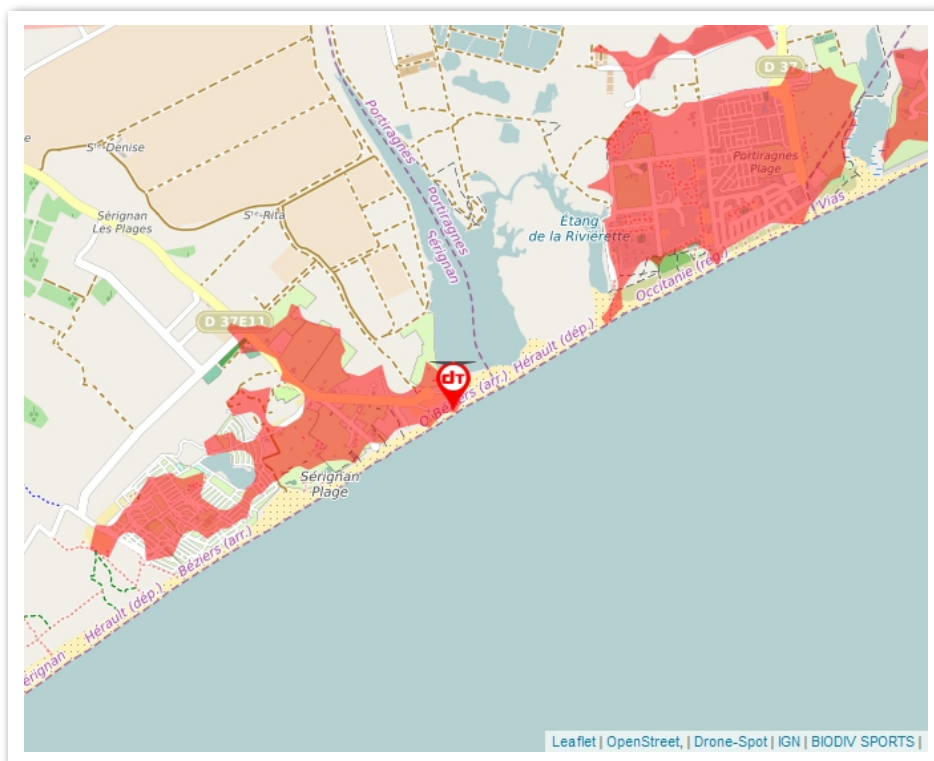 D 37
Portiragnes
Portiragnes
Sérignan
Ste-Denise
Portiragnes
Plage
Ste-Rita
Sérignan
Les Plages
Étang
de la Riviérette
Vias
Occitanie (rég.)
D 37E11
Hérault (dép.)
dT
Béziers (arr.)
Sérignan
Plage
Béziers (arr.)
Hérault (dép.)
érignan
Leaflet | OpenStreet, | Drone-Spot | IGN | BIODIV SPORTS |